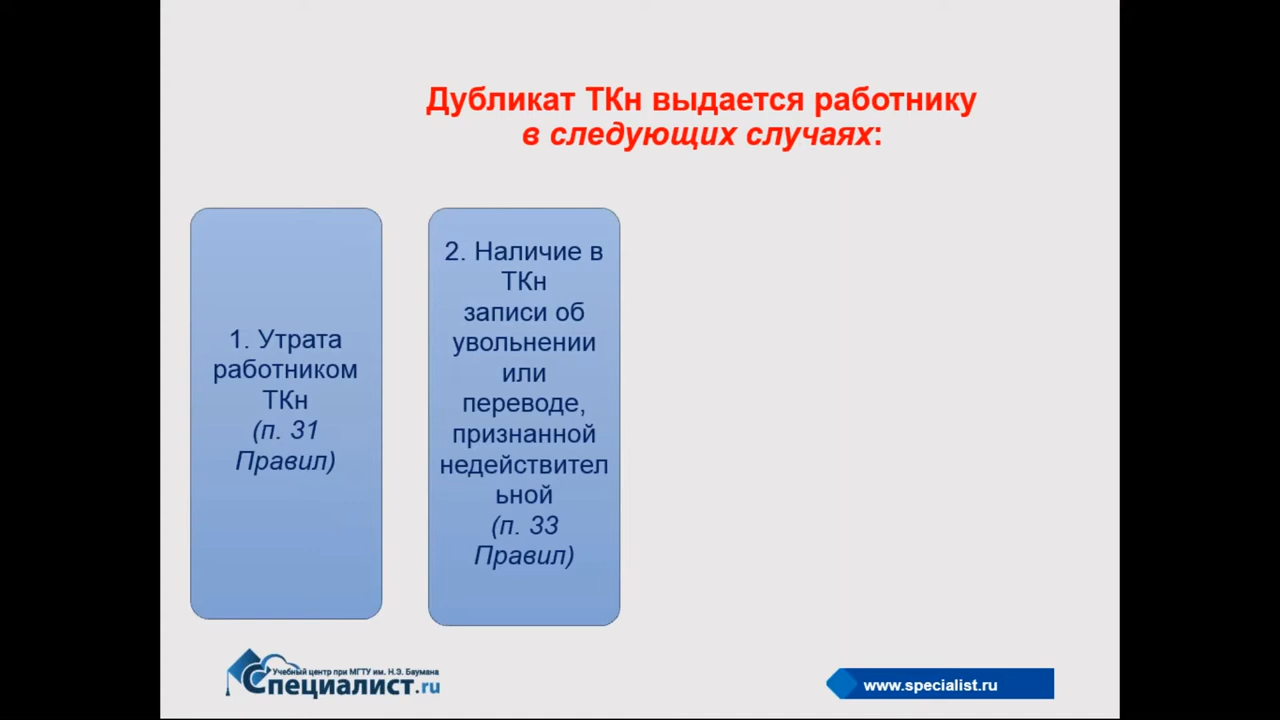 Дубликат ТКн выдается работнику
в следующих случаях:
1. Утрата
работником
ТКн
(п. 31
Правил)
2. Наличие в
ТКн
записи об
увольнении
или
переводе,
признанной
недействител
ьной
(п. 33
Правил)
Учебный центр при МГТУ им. Н.Э. Баумана
Специалист.ru
www.specialist.ru